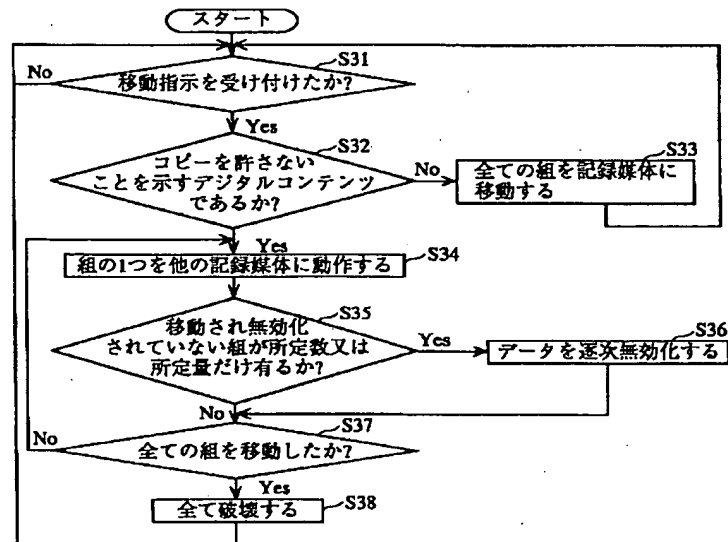 スタート
S31
No
移動指示を受け付けたか?
Yes
S32
コピーを許さない
ことを示すデジタルコンテンツ
であるか?
No
S33
全ての組を記録媒体に
移動する
Yes
組の1つを他の記録媒体に動作する
S34
S35
移動され無効化
されていない組が所定数又は
所定量だけ有るか?
Yes
S36
データを逐次無効化する
No
S37
No
全ての組を移動したか?
Yes
全て破壊する
S38